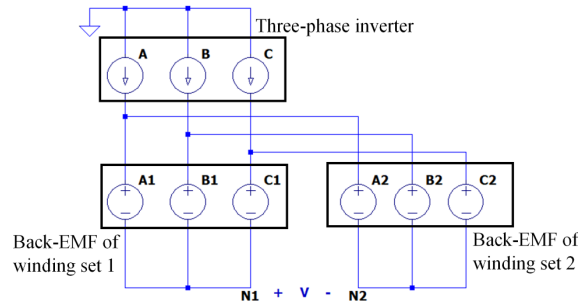 Three-phase inverter
A B C
A1 B1 C1 A2 B2 C2
Back-EMF of
winding set 1
Back-EMF of
winding set 2
N1 + V - N2